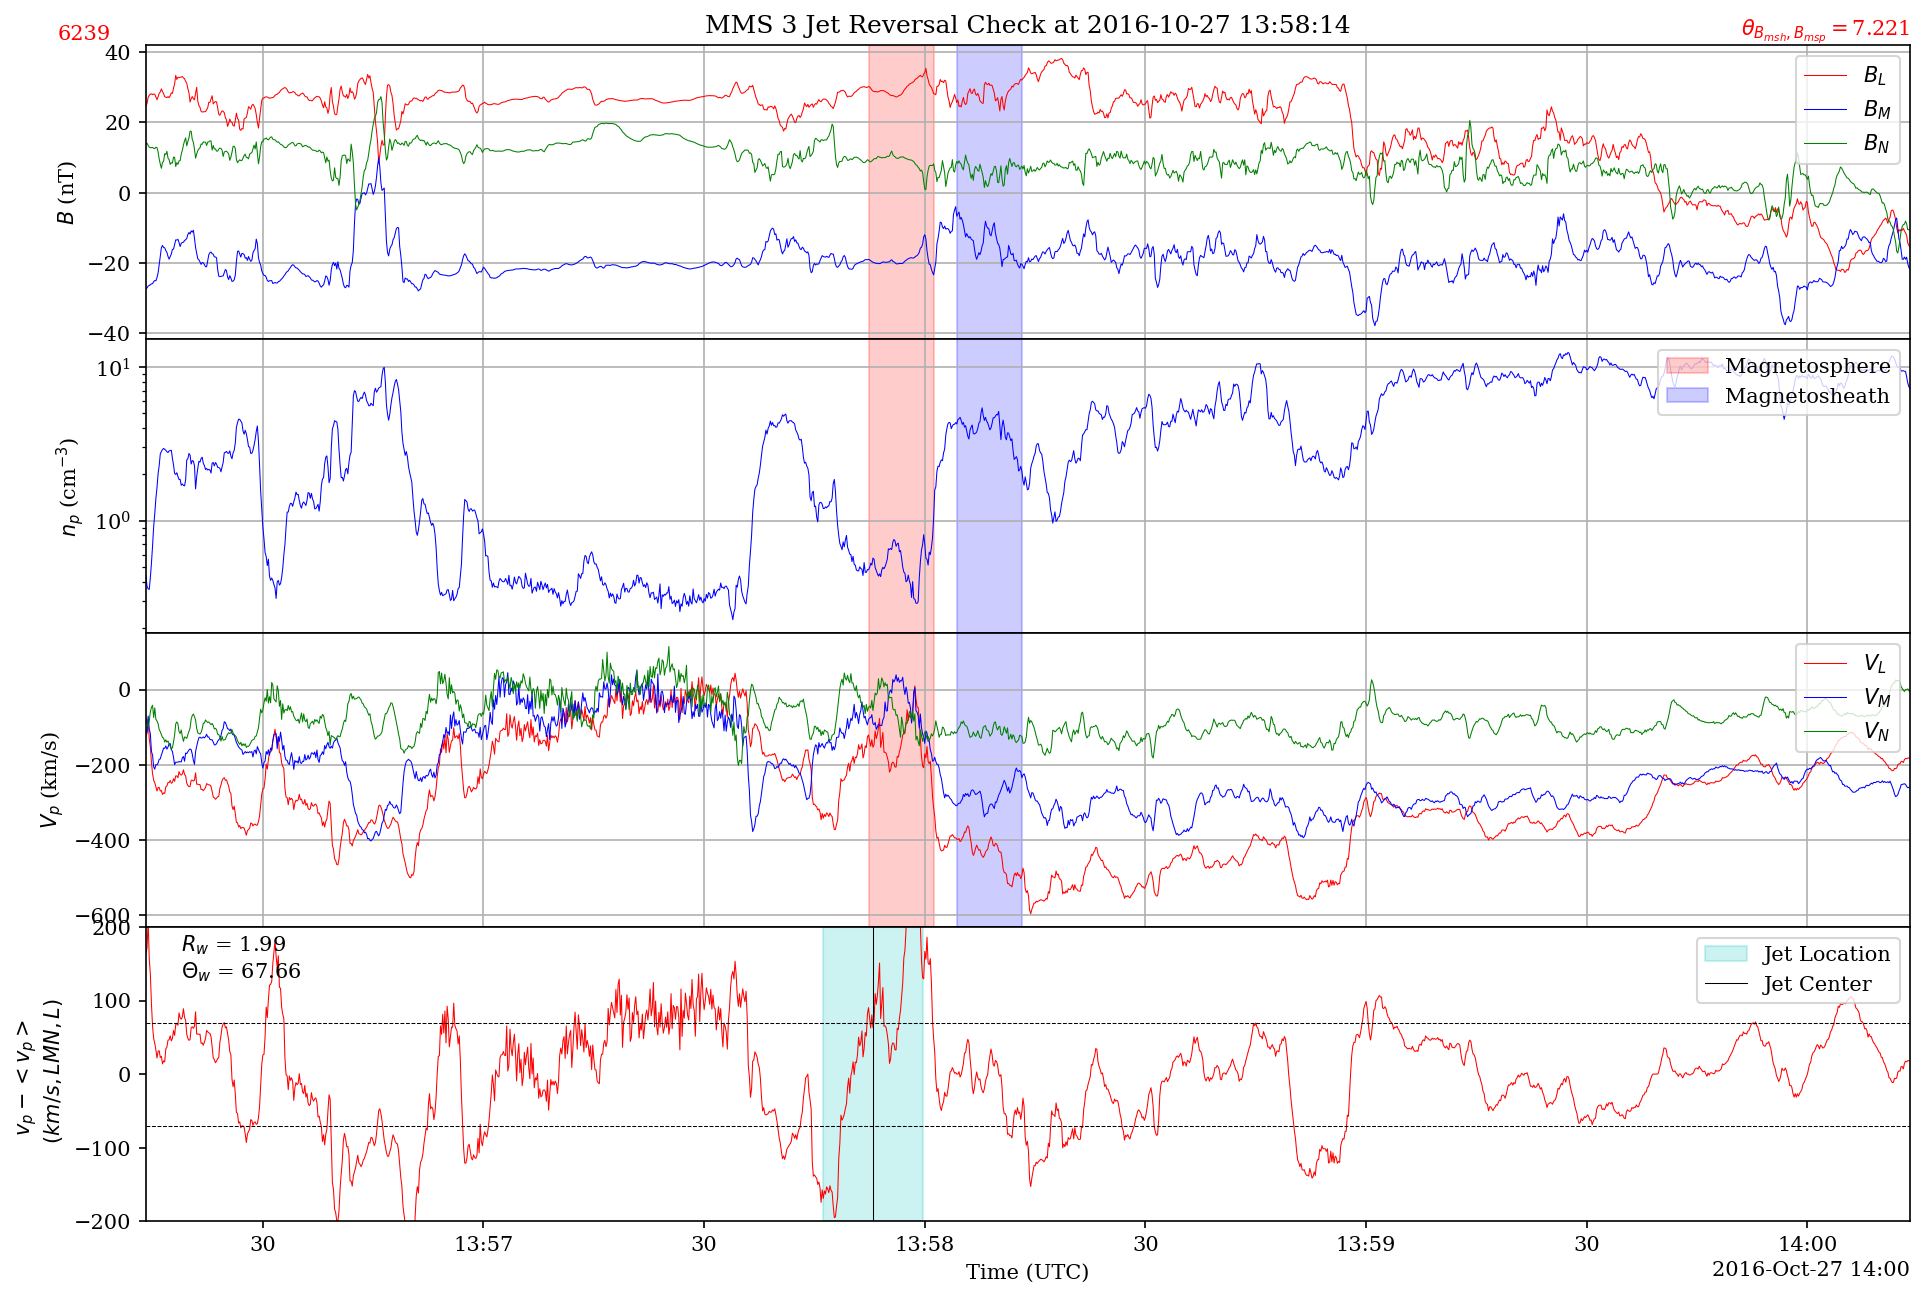 MMS 3 Jet Reversal Check at 2016-10-27 13:58:14
6239
θ_{B_{msh}, B_{msp}} = 7.221
40
20
0
−20
−40
B (nT)
B_L
B_M
B_N
10^1
10^0
n_p (cm^{−3})
Magnetosphere
Magnetosheath
0
−200
−400
−600
V_p (km/s)
V_L
V_M
V_N
200
100
0
−100
−200
v_p − <v_p>
(km/s, LMN, L)
R_w = 1.99
Θ_w = 67.66
Jet Location
Jet Center
30
13:57
30
13:58
30
13:59
30
14:00
Time (UTC)
2016-Oct-27 14:00